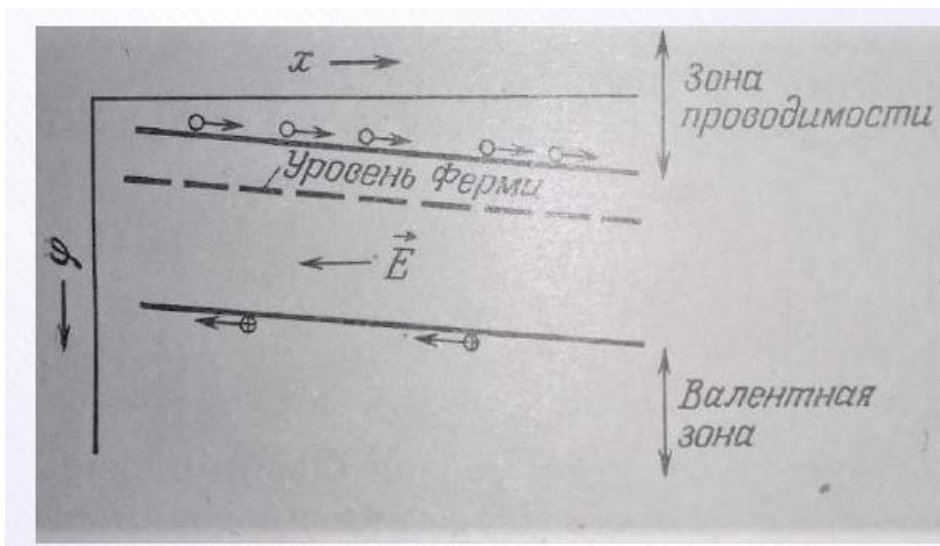 x
Зона
проводимости
Уровень Ферми
E
φ
Валентная
зона